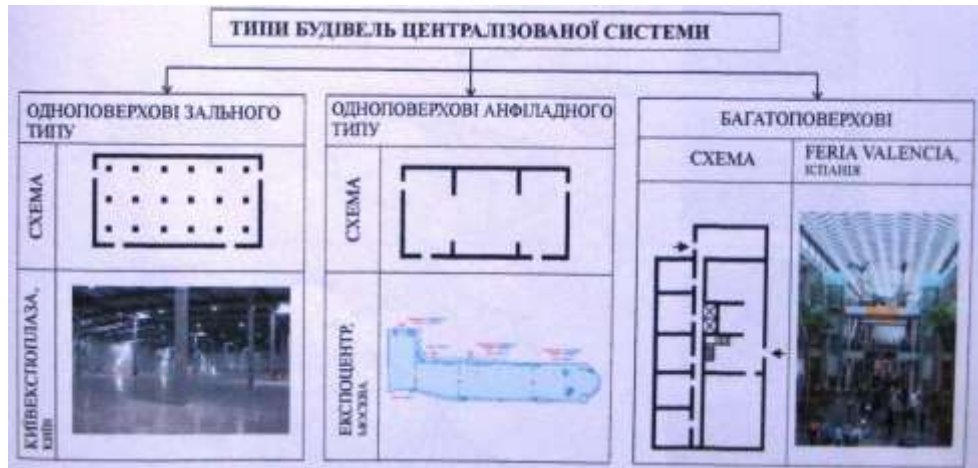 ТИПИ БУДІВЕЛЬ ЦЕНТРАЛІЗОВАНОЇ СИСТЕМИ
ОДНОПОВЕРХОВІ ЗАЛЬНОГО
ТИПУ
СХЕМА
КИЇВЕКСПОПЛАЗА,
КИЇВ
ОДНОПОВЕРХОВІ АНФІЛАДНОГО
ТИПУ
СХЕМА
ЕКСПОЦЕНТР,
МОСКВА
БАГАТОПОВЕРХОВІ
СХЕМА
FERIA VALENCIA,
ІСПАНІЯ